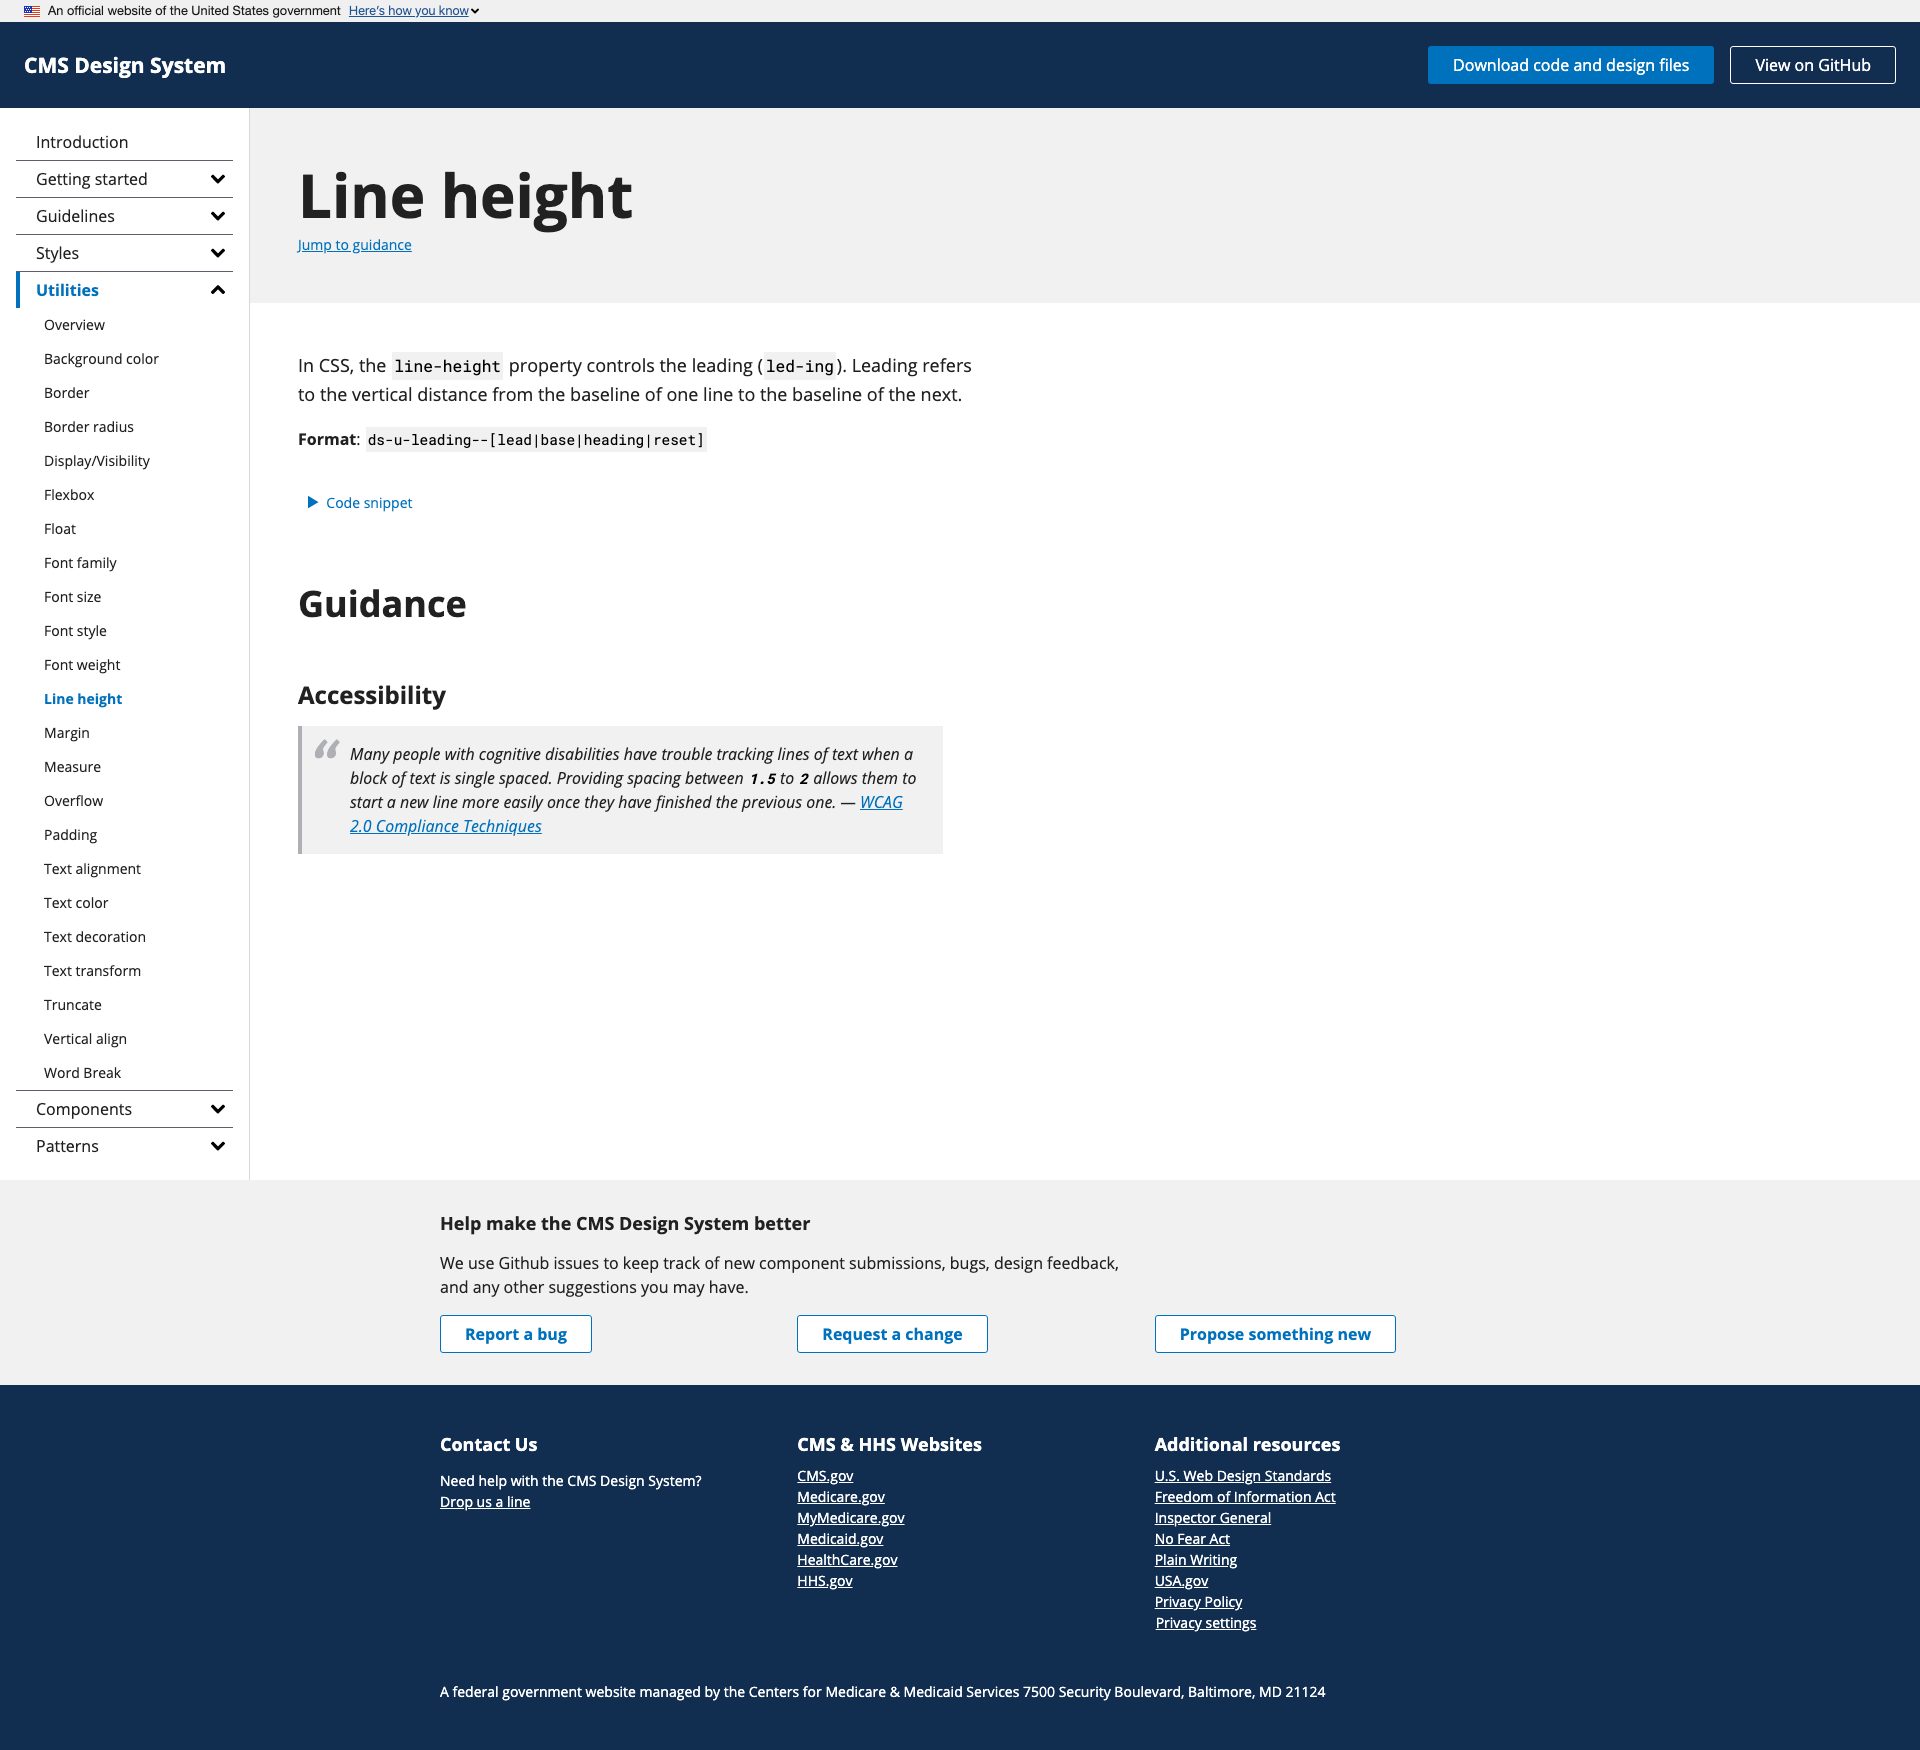 An official website of the United States government Here's how you know
CMS Design System
Download code and design files
View on GitHub
Introduction
Getting started
Guidelines
Styles
Utilities
Overview
Background color
Border
Border radius
Display/Visibility
Flexbox
Float
Font family
Font size
Font style
Font weight
Line height
Margin
Measure
Overflow
Padding
Text alignment
Text color
Text decoration
Text transform
Truncate
Vertical align
Word Break
Components
Patterns
Line height
Jump to guidance
In CSS, the line-height property controls the leading (led-ing). Leading refers
to the vertical distance from the baseline of one line to the baseline of the next.
Format: ds-u-leading--[lead|base|heading|reset]
Code snippet
Guidance
Accessibility
“
Many people with cognitive disabilities have trouble tracking lines of text when a
block of text is single spaced. Providing spacing between 1.5 to 2 allows them to
start a new line more easily once they have finished the previous one. — WCAG
2.0 Compliance Techniques
Help make the CMS Design System better
We use Github issues to keep track of new component submissions, bugs, design feedback,
and any other suggestions you may have.
Report a bug
Request a change
Propose something new
Contact Us
Need help with the CMS Design System?
Drop us a line
CMS & HHS Websites
CMS.gov
Medicare.gov
MyMedicare.gov
Medicaid.gov
HealthCare.gov
HHS.gov
Additional resources
U.S. Web Design Standards
Freedom of Information Act
Inspector General
No Fear Act
Plain Writing
USA.gov
Privacy Policy
Privacy settings
A federal government website managed by the Centers for Medicare & Medicaid Services 7500 Security Boulevard, Baltimore, MD 21124